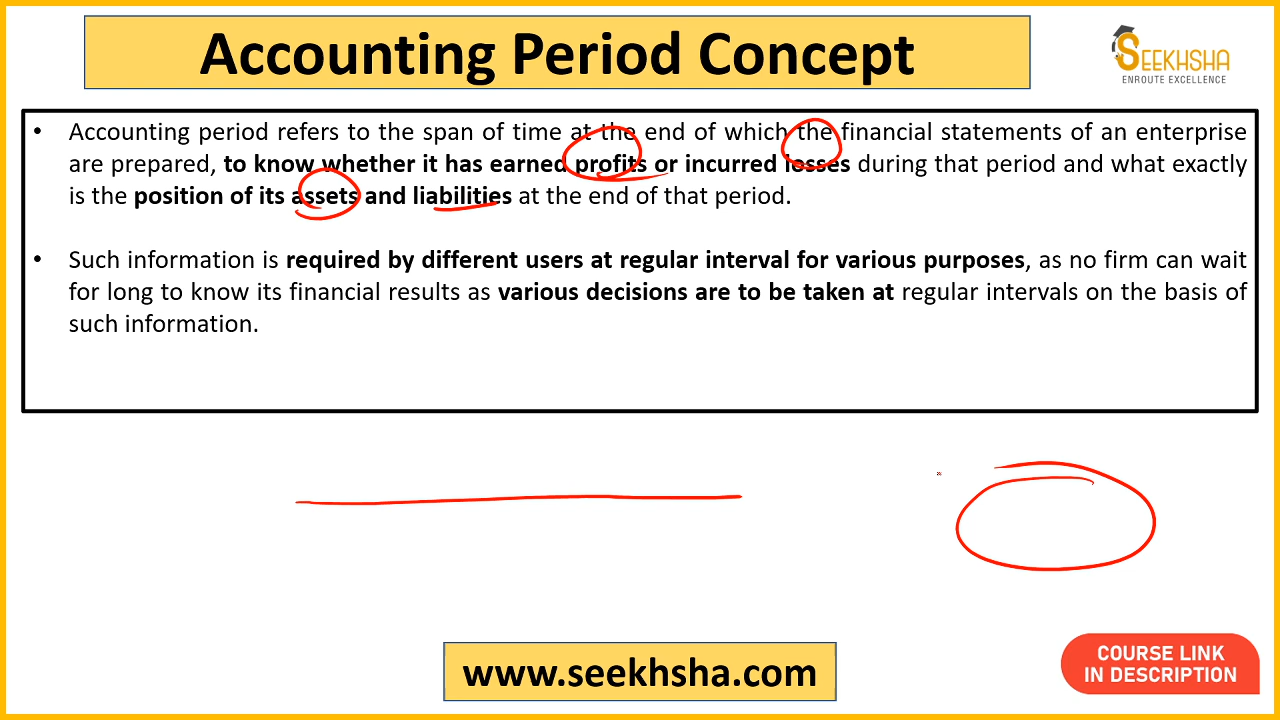 Accounting Period Concept
SEEKHSHA
ENROUTE EXCELLENCE
• Accounting period refers to the span of time at the end of which the financial statements of an enterprise
are prepared, to know whether it has earned profits or incurred losses during that period and what exactly
is the position of its assets and liabilities at the end of that period.
• Such information is required by different users at regular interval for various purposes, as no firm can wait
for long to know its financial results as various decisions are to be taken at regular intervals on the basis of
such information.
www.seekhsha.com
COURSE LINK
IN DESCRIPTION